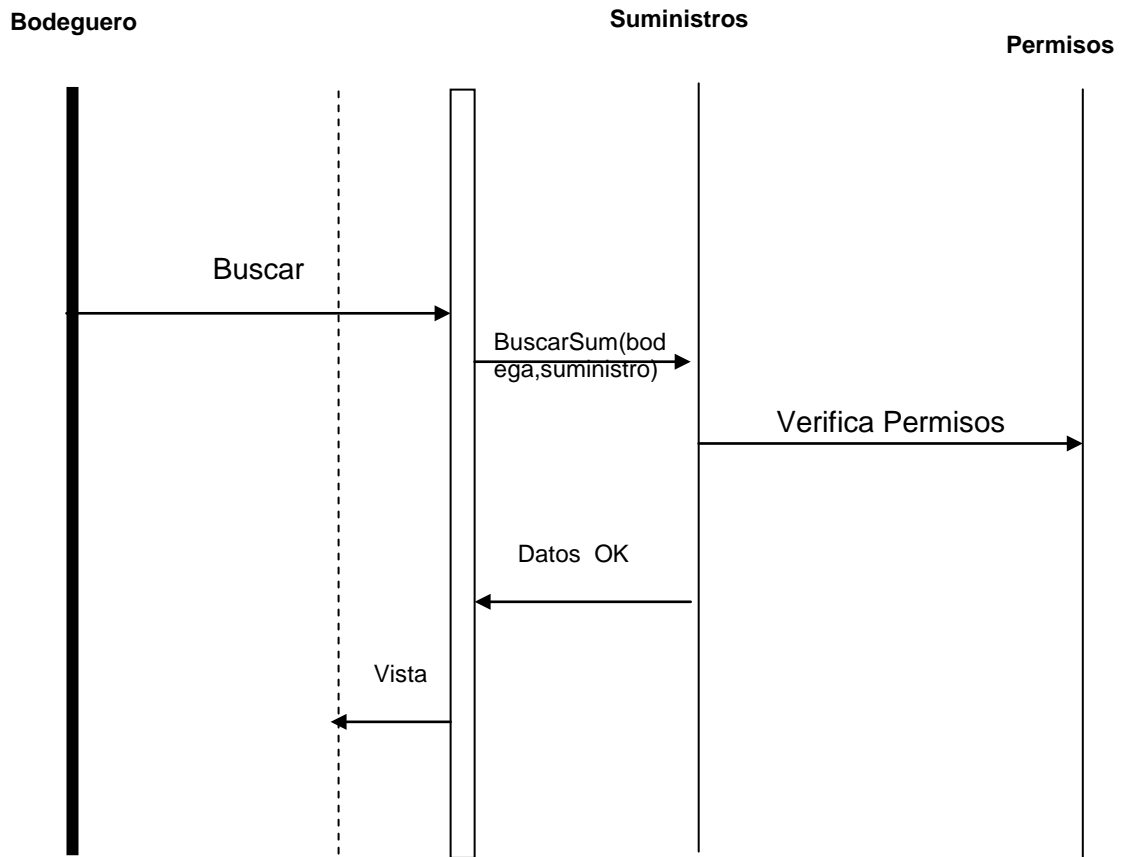 Bodeguero
Suministros
Permisos
Buscar
BuscarSum(bod
ega,suministro)
Verifica Permisos
Datos OK
Vista